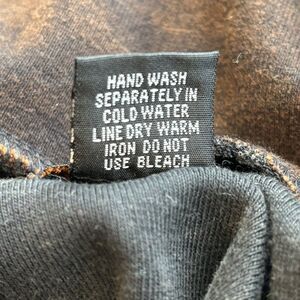 HAND WASH
SEPARATELY IN
COLD WATER
LINE DRY WARM
IRON DO NOT
USE BLEACH